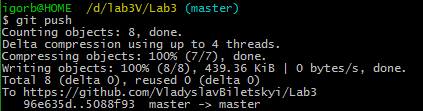 igorb@HOME /d/lab3V/Lab3 (master)
$ git push
Counting objects: 8, done.
Delta compression using up to 4 threads.
Compressing objects: 100% (7/7), done.
Writing objects: 100% (8/8), 439.36 KiB | 0 bytes/s, done.
Total 8 (delta 0), reused 0 (delta 0)
To https://github.com/VladyslavBiletskyi/Lab3
   96e635d..5088f93  master -> master